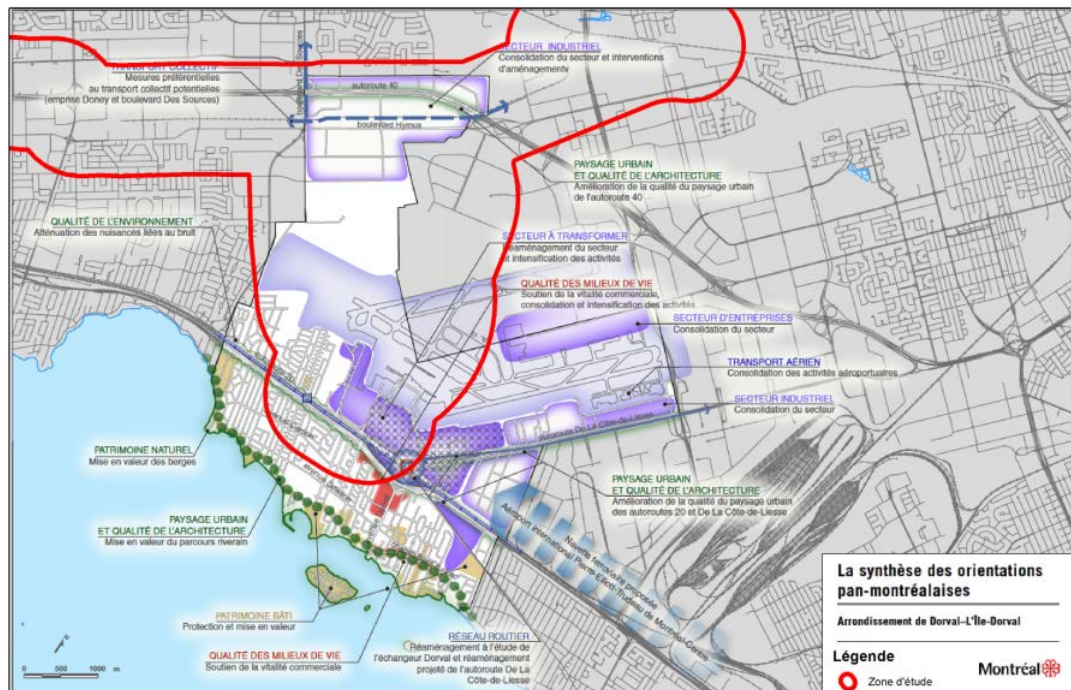 SECTEUR INDUSTRIEL
Consolidation du secteur et interventions
d'aménagementv
TRANSPORT COLLECTIF
Mesures préférentielles
au transport collectif potentielles
(emprise Doney et boulevard Des Sources)
boulevard Des Sources
autoroute 40
boulevard Hymus
PAYSAGE URBAIN
ET QUALITÉ DE L'ARCHITECTURE
Amélioration de la qualité du paysage urbain
de l'autoroute 40
QUALITÉ DE L'ENVIRONNEMENT
Atténuation des nuisances liées au bruit
SECTEUR À TRANSFORMER
Réaménagement du secteur
et intensification des activités
QUALITÉ DES MILIEUX DE VIE
Soutien de la vitalité commerciale,
consolidation et intensification des activités
SECTEUR D'ENTREPRISES
Consolidation du secteur
TRANSPORT AÉRIEN
Consolidation des activités aéroportuaires
SECTEUR INDUSTRIEL
Consolidation du secteur
Autoroute De La Côte-de-Liesse
PATRIMOINE NATUREL
Mise en valeur des berges
PAYSAGE URBAIN
ET QUALITÉ DE L'ARCHITECTURE
Amélioration de la qualité du paysage urbain
des autoroutes 20 et De La Côte-de-Liesse
PAYSAGE URBAIN
ET QUALITÉ DE L'ARCHITECTURE
Mise en valeur du parcours riverain
Navette ferroviaire proposée
Aéroport international Pierre-Elliott-Trudeau de Montréal-Centre
PATRIMOINE BÂTI
Protection et mise en valeur
QUALITÉ DES MILIEUX DE VIE
Soutien de la vitalité commerciale
RÉSEAU ROUTIER
Réaménagement à l'étude de
l'échangeur Dorval et réaménagement
projeté de l'autoroute De La
Côte-de-Liesse
N
0 500 1000 m
La synthèse des orientations
pan-montréalaises
Arrondissement de Dorval–L'Île-Dorval
Légende
Zone d'étude
Montréal